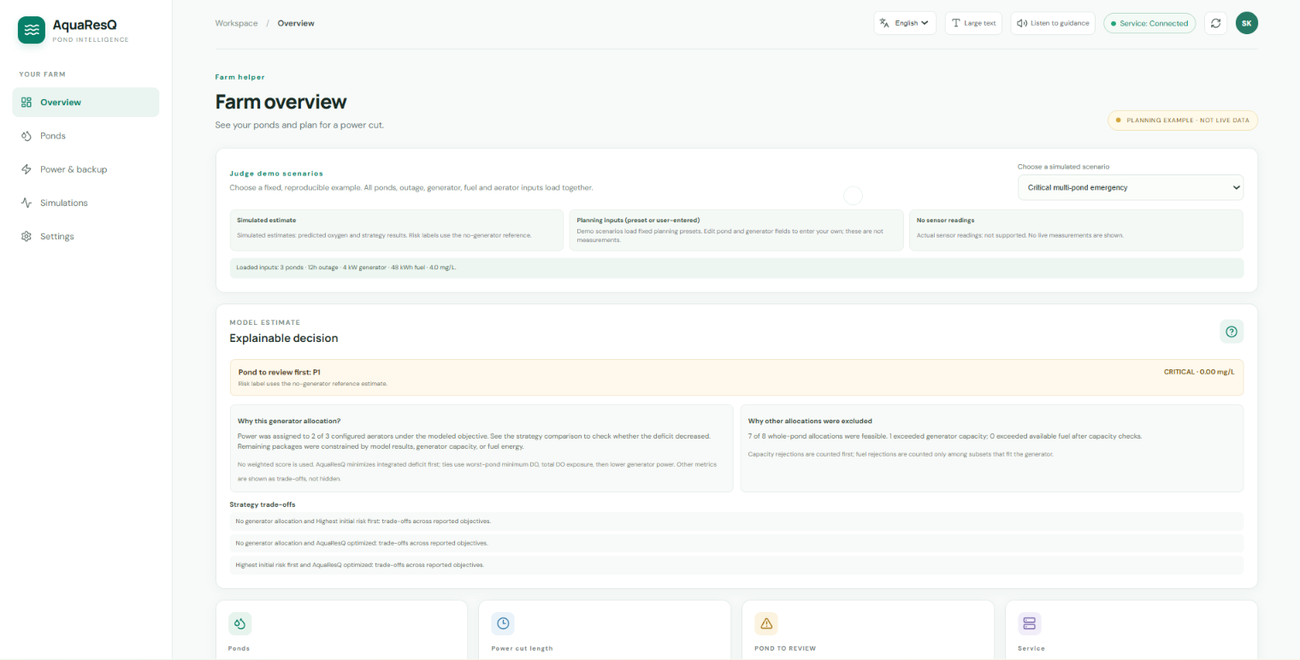 AquaResQ
POND INTELLIGENCE
YOUR FARM
Overview
Ponds
Power & backup
Simulations
Settings
Workspace / Overview
English
Large text
Listen to guidance
Service: Connected
SK
Farm helper
Farm overview
See your ponds and plan for a power cut.
PLANNING EXAMPLE · NOT LIVE DATA
Judge demo scenarios
Choose a fixed, reproducible example. All ponds, outage, generator, fuel and aerator inputs load together.
Choose a simulated scenario
Critical multi-pond emergency
Simulated estimate
Simulated estimates: predicted oxygen and strategy results. Risk labels use the no-generator reference.
Planning inputs (preset or user-entered)
Demo scenarios load fixed planning presets. Edit pond and generator fields to enter your own; these are not
measurements.
No sensor readings
Actual sensor readings: not supported. No live measurements are shown.
Loaded inputs: 3 ponds · 12h outage · 4 kW generator · 48 kWh fuel · 4.0 mg/L.
MODEL ESTIMATE
Explainable decision
Pond to review first: P1
Risk label uses the no-generator reference estimate.
CRITICAL · 0.00 mg/L
Why this generator allocation?
Power was assigned to 2 of 3 configured aerators under the modeled objective. See the strategy comparison to check whether the deficit decreased.
Remaining packages were constrained by model results, generator capacity, or fuel energy.
No weighted score is used. AquaResQ minimizes integrated deficit first; ties use worst-pond minimum DO, total DO exposure, then lower generator power. Other metrics
are shown as trade-offs, not hidden.
Why other allocations were excluded
7 of 8 whole-pond allocations were feasible. 1 exceeded generator capacity; 0 exceeded available fuel after capacity checks.
Capacity rejections are counted first; fuel rejections are counted only among subsets that fit the generator.
Strategy trade-offs
No generator allocation and Highest initial risk first: trade-offs across reported objectives.
No generator allocation and AquaResQ optimized: trade-offs across reported objectives.
Highest initial risk first and AquaResQ optimized: trade-offs across reported objectives.
Ponds
Power cut length
POND TO REVIEW
Service